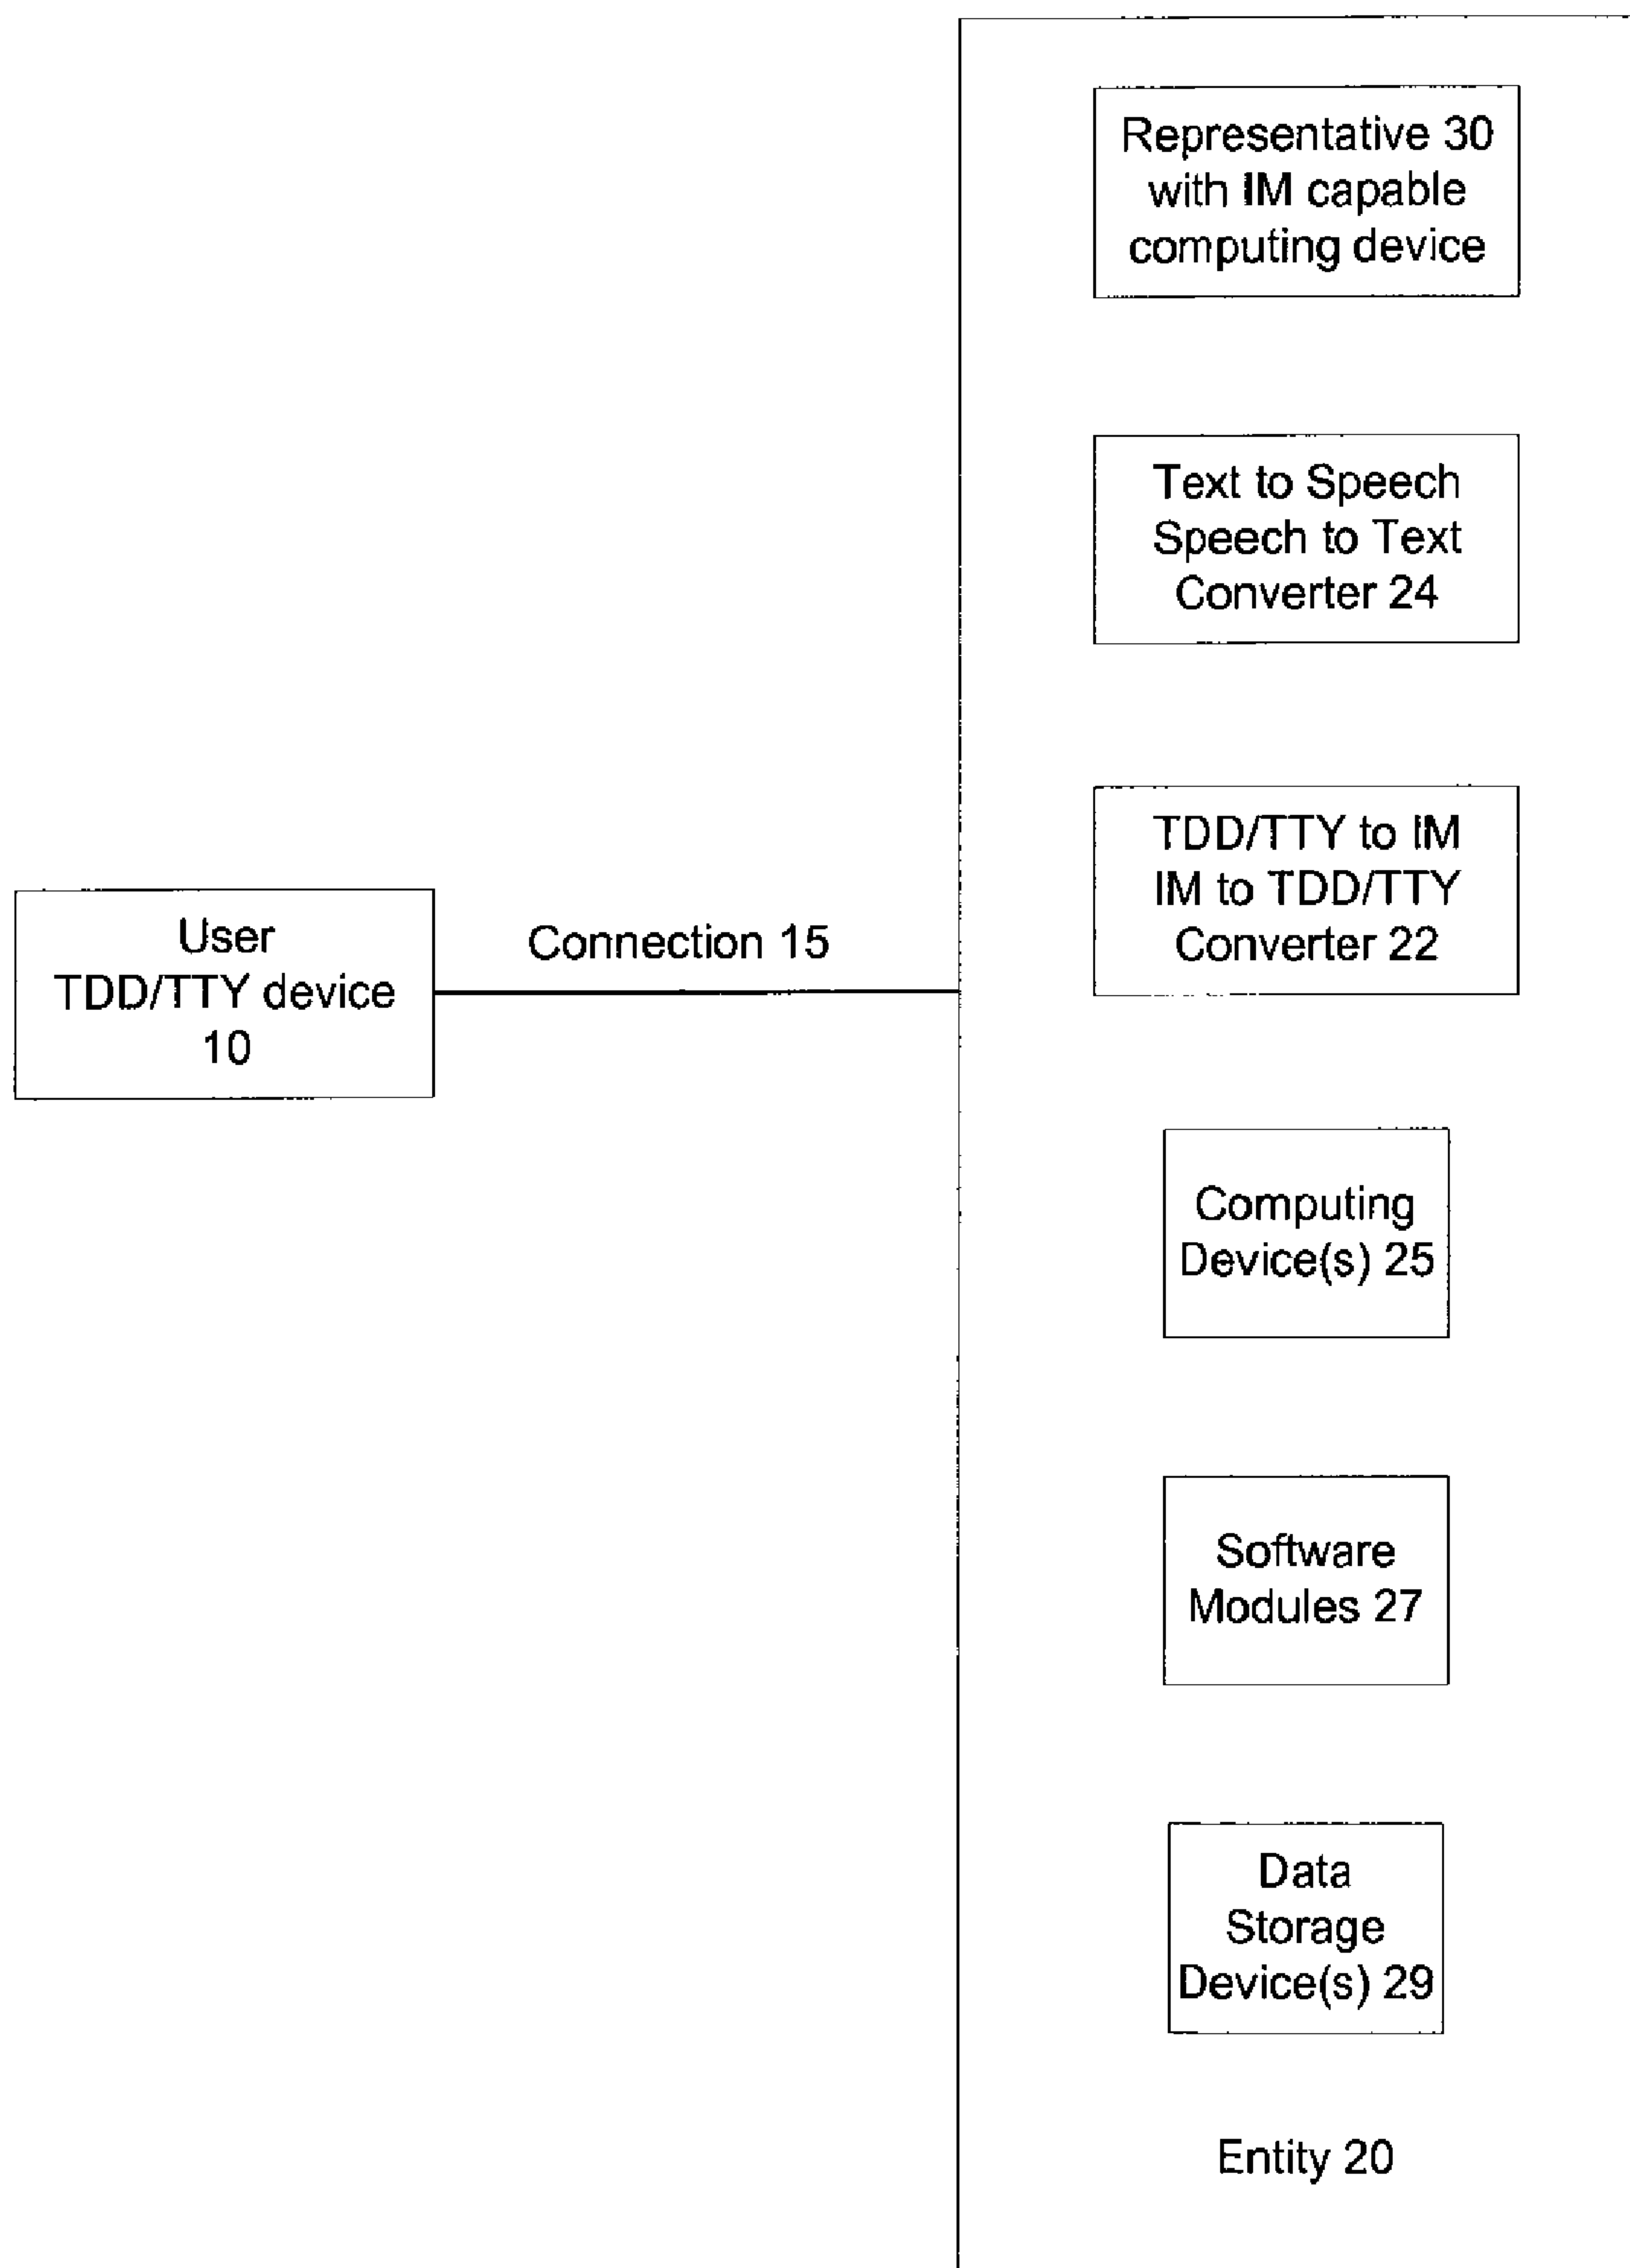 Representative 30
with IM capable
computing device
Text to Speech
Speech to Text
Converter 24
TDD/TTY to IM
IM to TDD/TTY
Converter 22
User
TDD/TTY device
10
Connection 15
Computing
Device(s) 25
Software
Modules 27
Data
Storage
Device(s) 29
Entity 20